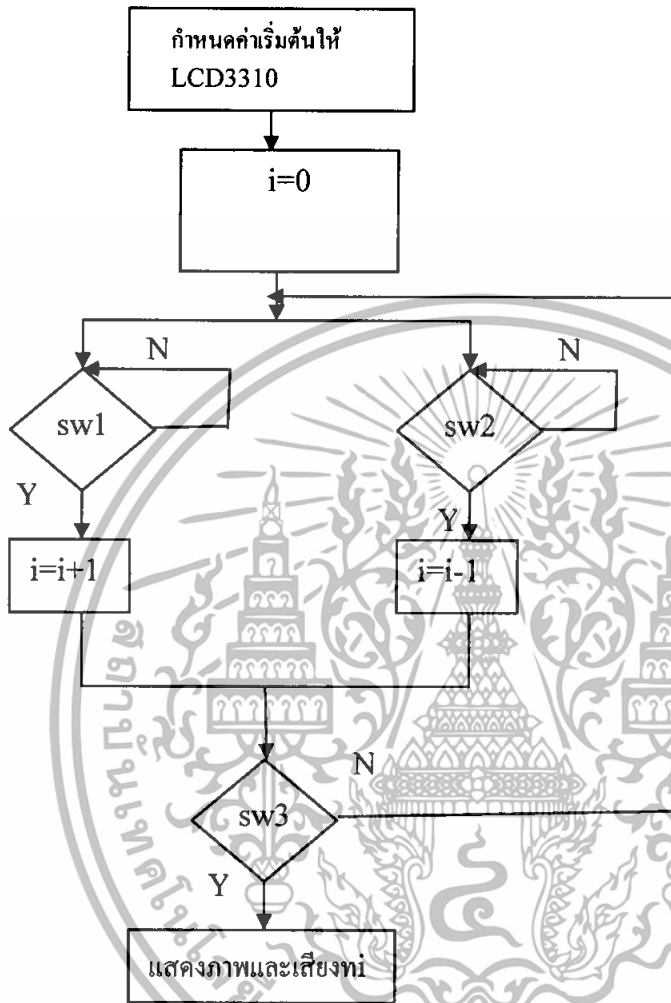 กำหนดค่าเริ่มต้นให้
LCD3310
i=0
N
N
sw1
sw2
Y
Y
i=i+1
i=i-1
N
sw3
Y
แสดงภาพและเสียงทi